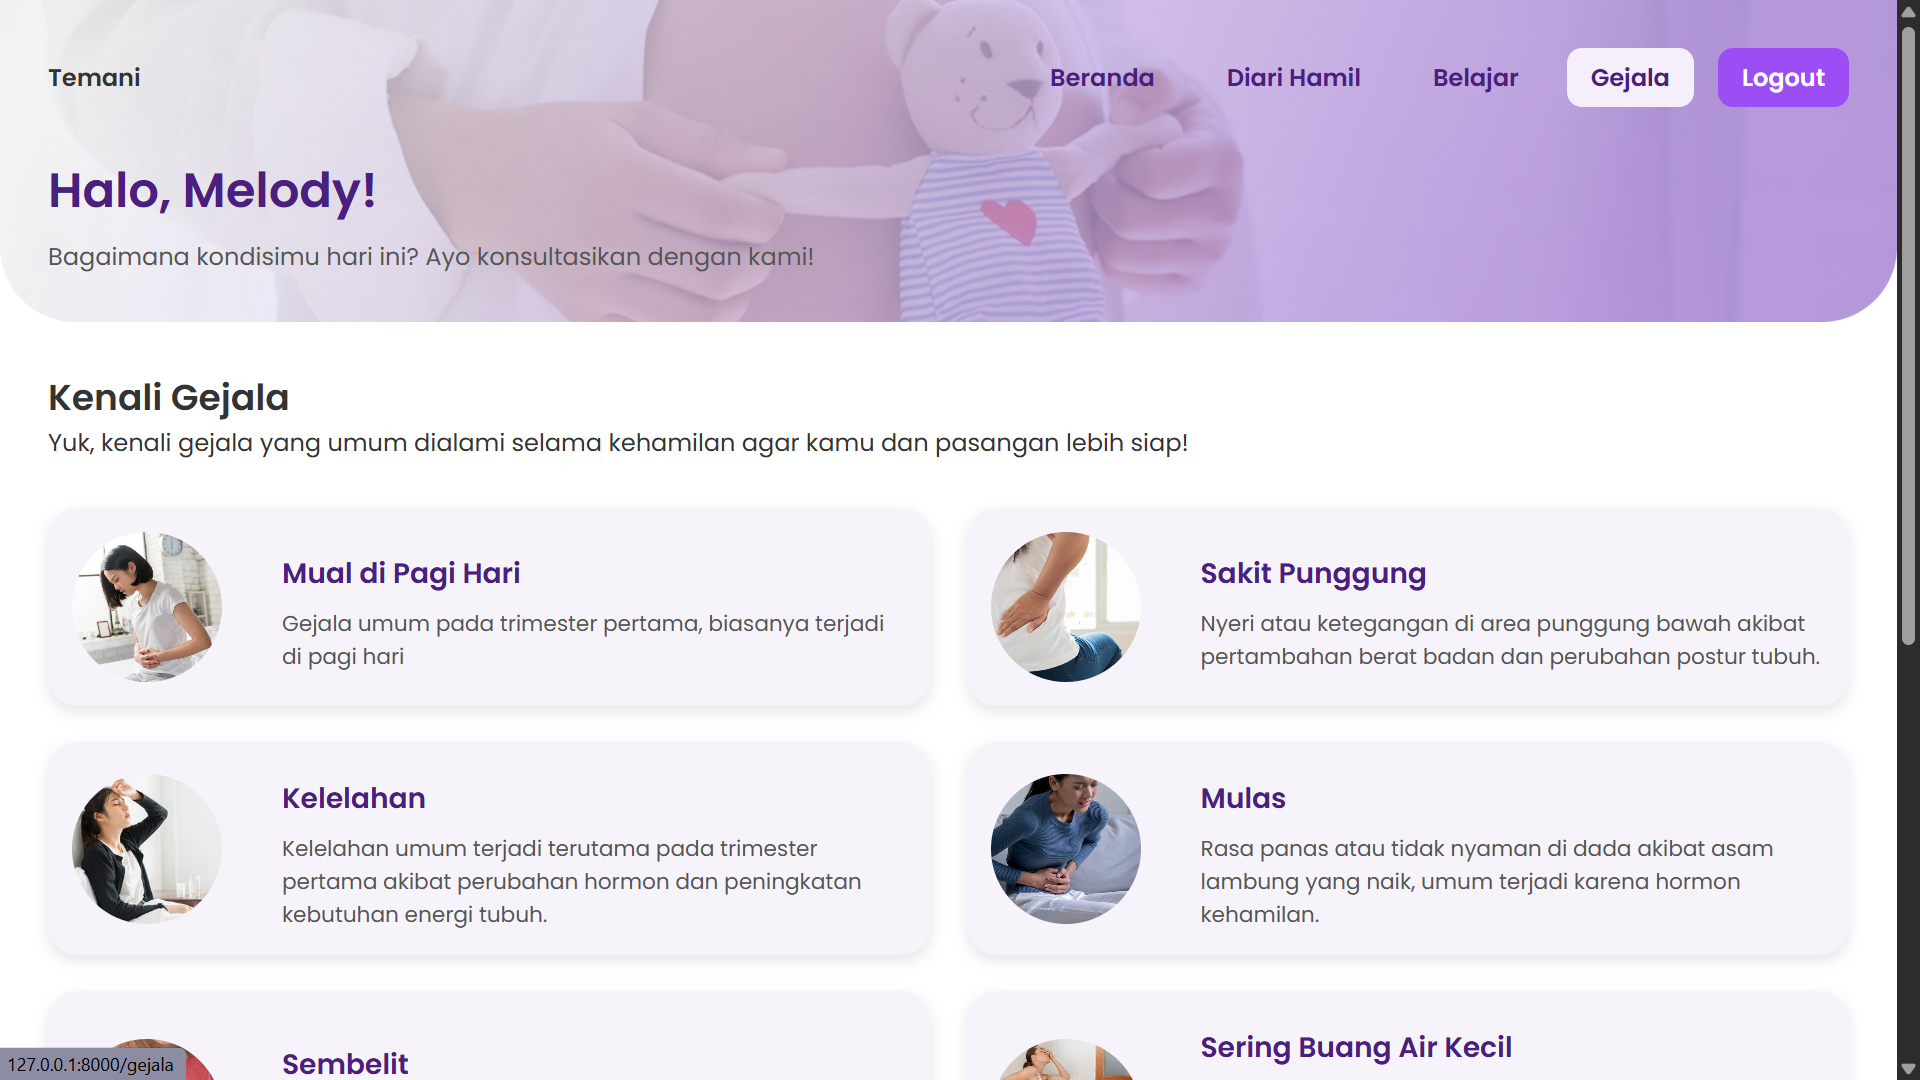 Temani
Beranda
Diari Hamil
Belajar
Gejala
Logout
Halo, Melody!
Bagaimana kondisimu hari ini? Ayo konsultasikan dengan kami!
Kenali Gejala
Yuk, kenali gejala yang umum dialami selama kehamilan agar kamu dan pasangan lebih siap!
Mual di Pagi Hari
Gejala umum pada trimester pertama, biasanya terjadi
di pagi hari
Sakit Punggung
Nyeri atau ketegangan di area punggung bawah akibat
pertambahan berat badan dan perubahan postur tubuh.
Kelelahan
Kelelahan umum terjadi terutama pada trimester
pertama akibat perubahan hormon dan peningkatan
kebutuhan energi tubuh.
Mulas
Rasa panas atau tidak nyaman di dada akibat asam
lambung yang naik, umum terjadi karena hormon
kehamilan.
Sembelit
Sering Buang Air Kecil
127.0.0.1:8000/gejala